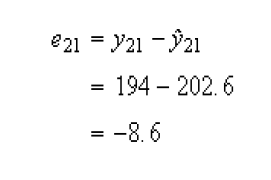 e₂₁ = y₂₁ − ŷ₂₁
= 194 − 202.6
= −8.6